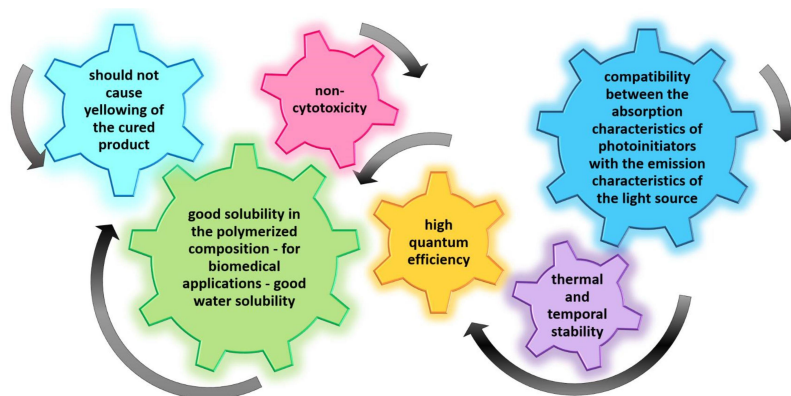 should not
cause
yellowing of
the cured
product
non-
cytotoxicity
compatibility
between the
absorption
characteristics of
photoinitiators
with the emission
characteristics of
the light source
good solubility in
the polymerized
composition - for
biomedical
applications - good
water solubility
high
quantum
efficiency
thermal
and
temporal
stability